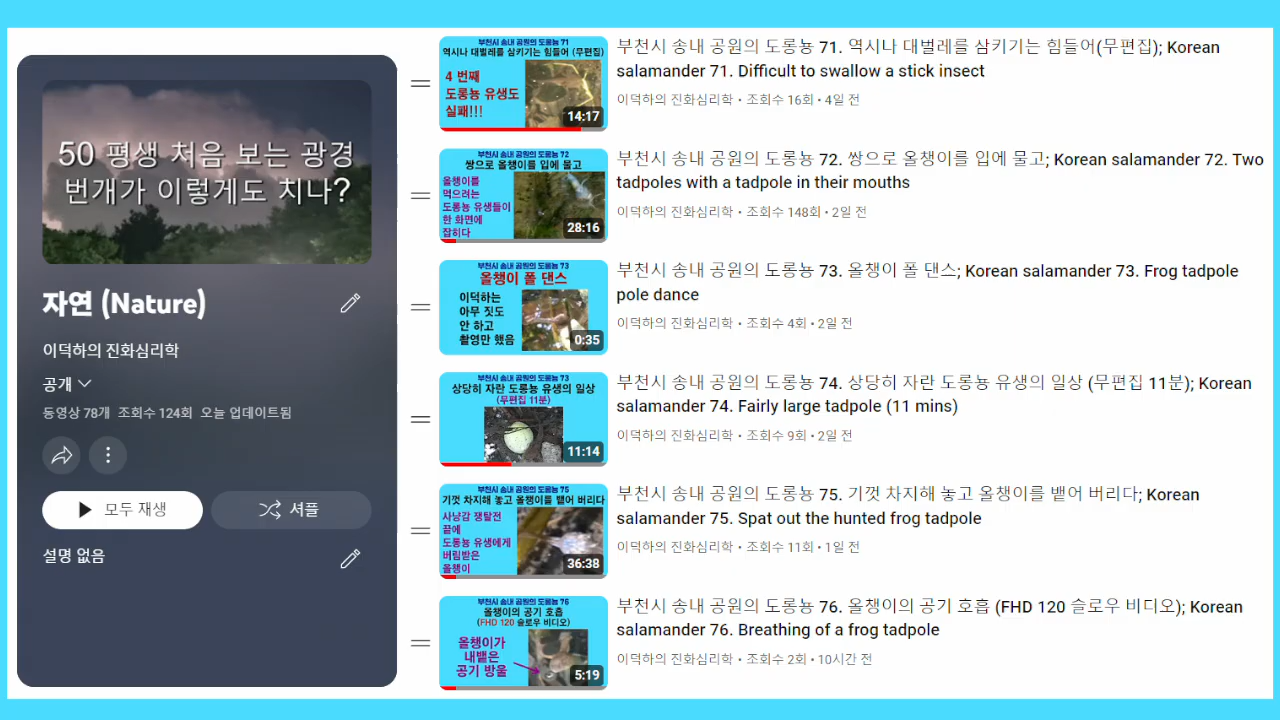 50 평생 처음 보는 광경
번개가 이렇게도 치나?
자연 (Nature)
이덕하의 진화심리학
공개
동영상 78개 조회수 124회 오늘 업데이트됨
모두 재생
셔플
설명 없음
부천시 송내 공원의 도롱뇽 71
역시나 대벌레를 삼키기는 힘들어 (무편집)
4 번째
도롱뇽 유생도
실패!!!
14:17
부천시 송내 공원의 도롱뇽 71. 역시나 대벌레를 삼키기는 힘들어(무편집); Korean
salamander 71. Difficult to swallow a stick insect
이덕하의 진화심리학 • 조회수 16회 • 4일 전
부천시 송내 공원의 도롱뇽 72
쌍으로 올챙이를 입에 물고
올챙이를
먹으려는
도롱뇽 유생들이
한 화면에
잡히다
28:16
부천시 송내 공원의 도롱뇽 72. 쌍으로 올챙이를 입에 물고; Korean salamander 72. Two
tadpoles with a tadpole in their mouths
이덕하의 진화심리학 • 조회수 148회 • 2일 전
부천시 송내 공원의 도롱뇽 73
올챙이 폴 댄스
이덕하는
아무 짓도
안 하고
촬영만 했음
0:35
부천시 송내 공원의 도롱뇽 73. 올챙이 폴 댄스; Korean salamander 73. Frog tadpole
pole dance
이덕하의 진화심리학 • 조회수 4회 • 2일 전
부천시 송내 공원의 도롱뇽 73
상당히 자란 도롱뇽 유생의 일상
(무편집 11분)
11:14
부천시 송내 공원의 도롱뇽 74. 상당히 자란 도롱뇽 유생의 일상 (무편집 11분); Korean
salamander 74. Fairly large tadpole (11 mins)
이덕하의 진화심리학 • 조회수 9회 • 2일 전
부천시 송내 공원의 도롱뇽 75
기껏 차지해 놓고 올챙이를 뱉어 버리다
사냥감 쟁탈전
끝에
도롱뇽 유생에게
버림받은
올챙이
36:38
부천시 송내 공원의 도롱뇽 75. 기껏 차지해 놓고 올챙이를 뱉어 버리다; Korean
salamander 75. Spat out the hunted frog tadpole
이덕하의 진화심리학 • 조회수 11회 • 1일 전
부천시 송내 공원의 도롱뇽 76
올챙이의 공기 호흡
(FHD 120 슬로우 비디오)
올챙이가
내뱉은
공기 방울
5:19
부천시 송내 공원의 도롱뇽 76. 올챙이의 공기 호흡 (FHD 120 슬로우 비디오); Korean
salamander 76. Breathing of a frog tadpole
이덕하의 진화심리학 • 조회수 2회 • 10시간 전